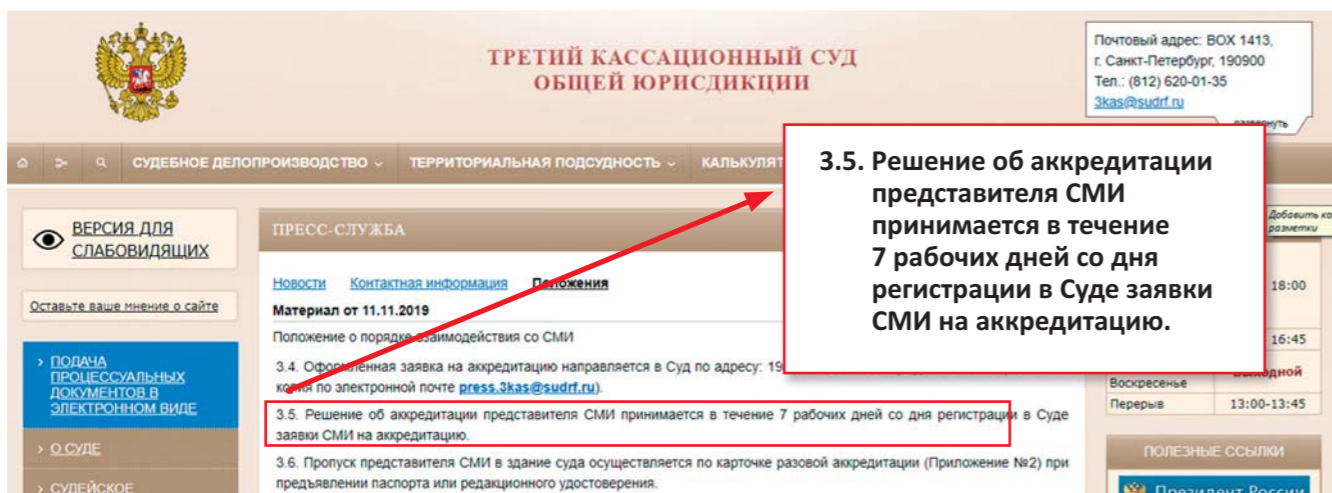 ТРЕТИЙ КАССАЦИОННЫЙ СУД
ОБЩЕЙ ЮРИСДИКЦИИ
Почтовый адрес: BOX 1413,
г. Санкт-Петербург, 190900
Тел.: (812) 620-01-35
3kas@sudrf.ru
развернуть
СУДЕБНОЕ ДЕЛОПРОИЗВОДСТВО
ТЕРРИТОРИАЛЬНАЯ ПОДСУДНОСТЬ
3.5. Решение об аккредитации
представителя СМИ
принимается в течение
7 рабочих дней со дня
регистрации в Суде заявки
СМИ на аккредитацию.
ВЕРСИЯ ДЛЯ
СЛАБОВИДЯЩИХ
Оставьте ваше мнение о сайте
ПОДАЧА
ПРОЦЕССУАЛЬНЫХ
ДОКУМЕНТОВ В
ЭЛЕКТРОННОМ ВИДЕ
О СУДЕ
СУДЕЙСКОЕ
ПРЕСС-СЛУЖБА
Новости Контактная информация Положения
Материал от 11.11.2019
Положение о порядке взаимодействия со СМИ
3.4. Оформленная заявка на аккредитацию направляется в Суд по адресу:
копия по электронной почте press.3kas@sudrf.ru).
3.5. Решение об аккредитации представителя СМИ принимается в течение 7 рабочих дней со дня регистрации в Суде
заявки СМИ на аккредитацию.
3.6. Пропуск представителя СМИ в здание суда осуществляется по карточке разовой аккредитации (Приложение №2) при
предъявлении паспорта или редакционного удостоверения.
Добавить
разметки
18:00
16:45
Воскресенье
Перерыв 13:00-13:45
ПОЛЕЗНЫЕ ССЫЛКИ
Президент России